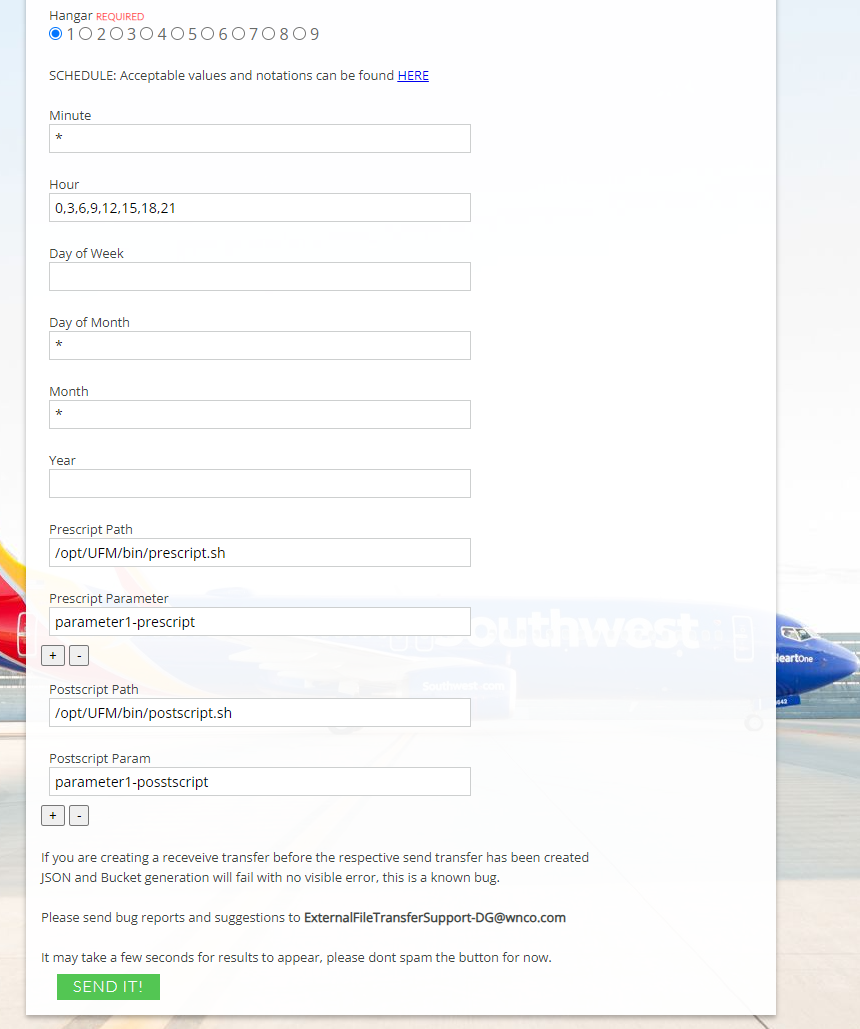 Hangar REQUIRED
1 2 3 4 5 6 7 8 9
SCHEDULE: Acceptable values and notations can be found HERE
Minute
*
Hour
0,3,6,9,12,15,18,21
Day of Week
Day of Month
*
Month
*
Year
Prescript Path
/opt/UFM/bin/prescript.sh
Prescript Parameter
parameter1-prescript
outhwest
HeartOne
+ -
Southwest.com
Postscript Path
/opt/UFM/bin/postscript.sh
Postscript Param
parameter1-posstscript
+ -
If you are creating a receveive transfer before the respective send transfer has been created
JSON and Bucket generation will fail with no visible error, this is a known bug.
Please send bug reports and suggestions to ExternalFileTransferSupport-DG@wnco.com
It may take a few seconds for results to appear, please dont spam the button for now.
SEND IT!